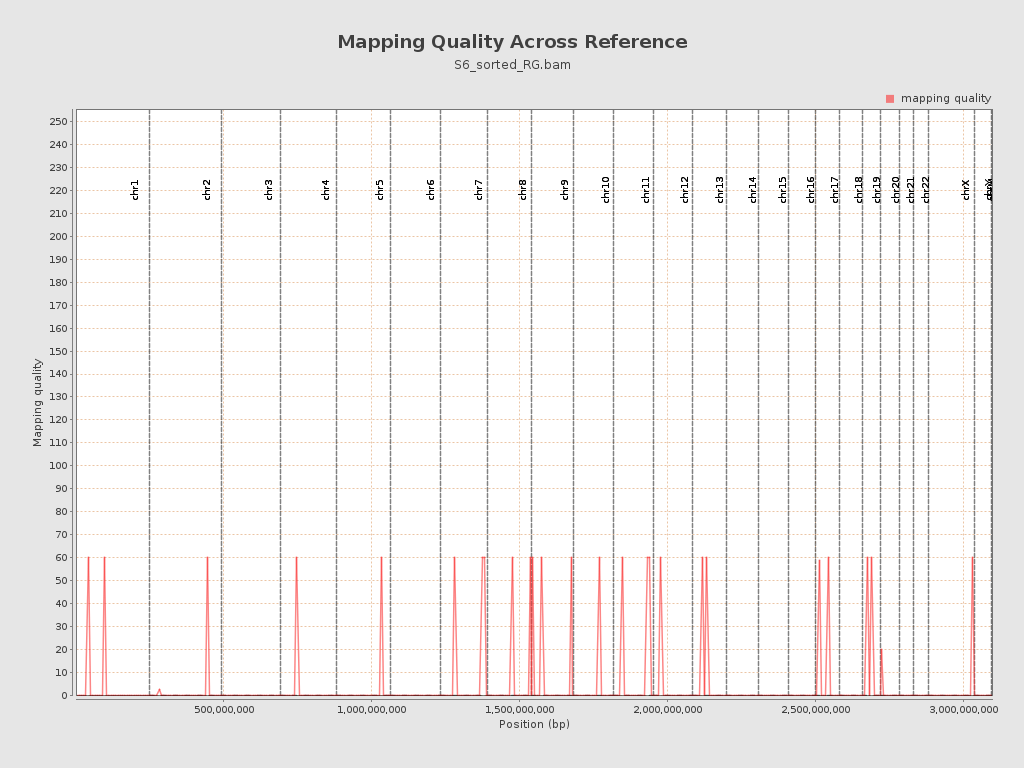 Mapping Quality Across Reference
S6_sorted_RG.bam
mapping quality
250
240
230
220
210
200
190
180
170
160
150
140
130
120
110
100
90
80
70
60
50
40
30
20
10
0
Mapping quality
chr1
chr2
chr3
chr4
chr5
chr6
chr7
chr8
chr9
chr10
chr11
chr12
chr13
chr14
chr15
chr16
chr17
chr18
chr19
chr20
chr21
chr22
chrX
500,000,000
1,000,000,000
1,500,000,000
2,000,000,000
2,500,000,000
3,000,000,000
Position (bp)